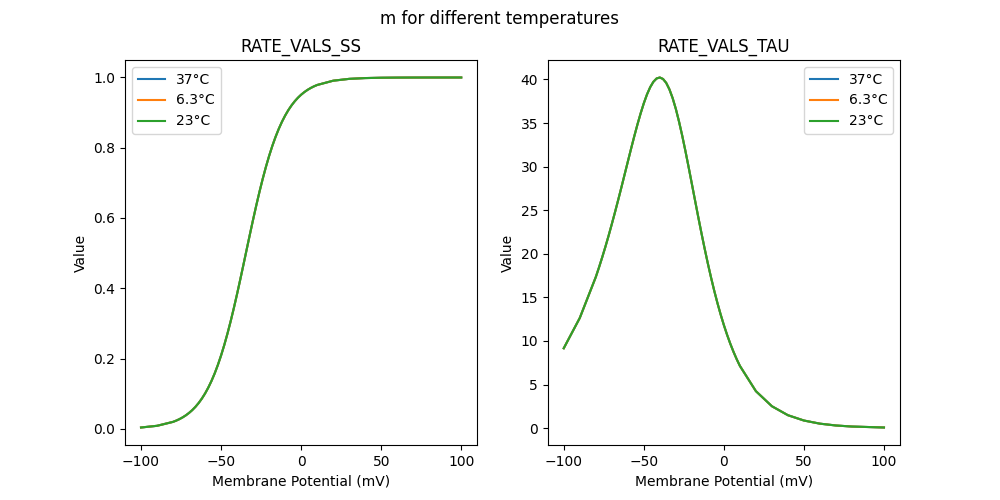 m for different temperatures
RATE_VALS_SS
37°C
6.3°C
23°C
1.0
0.8
0.6
0.4
0.2
0.0
Value
−100
−50
0
50
100
Membrane Potential (mV)
RATE_VALS_TAU
37°C
6.3°C
23°C
40
35
30
25
20
15
10
5
0
Value
−100
−50
0
50
100
Membrane Potential (mV)